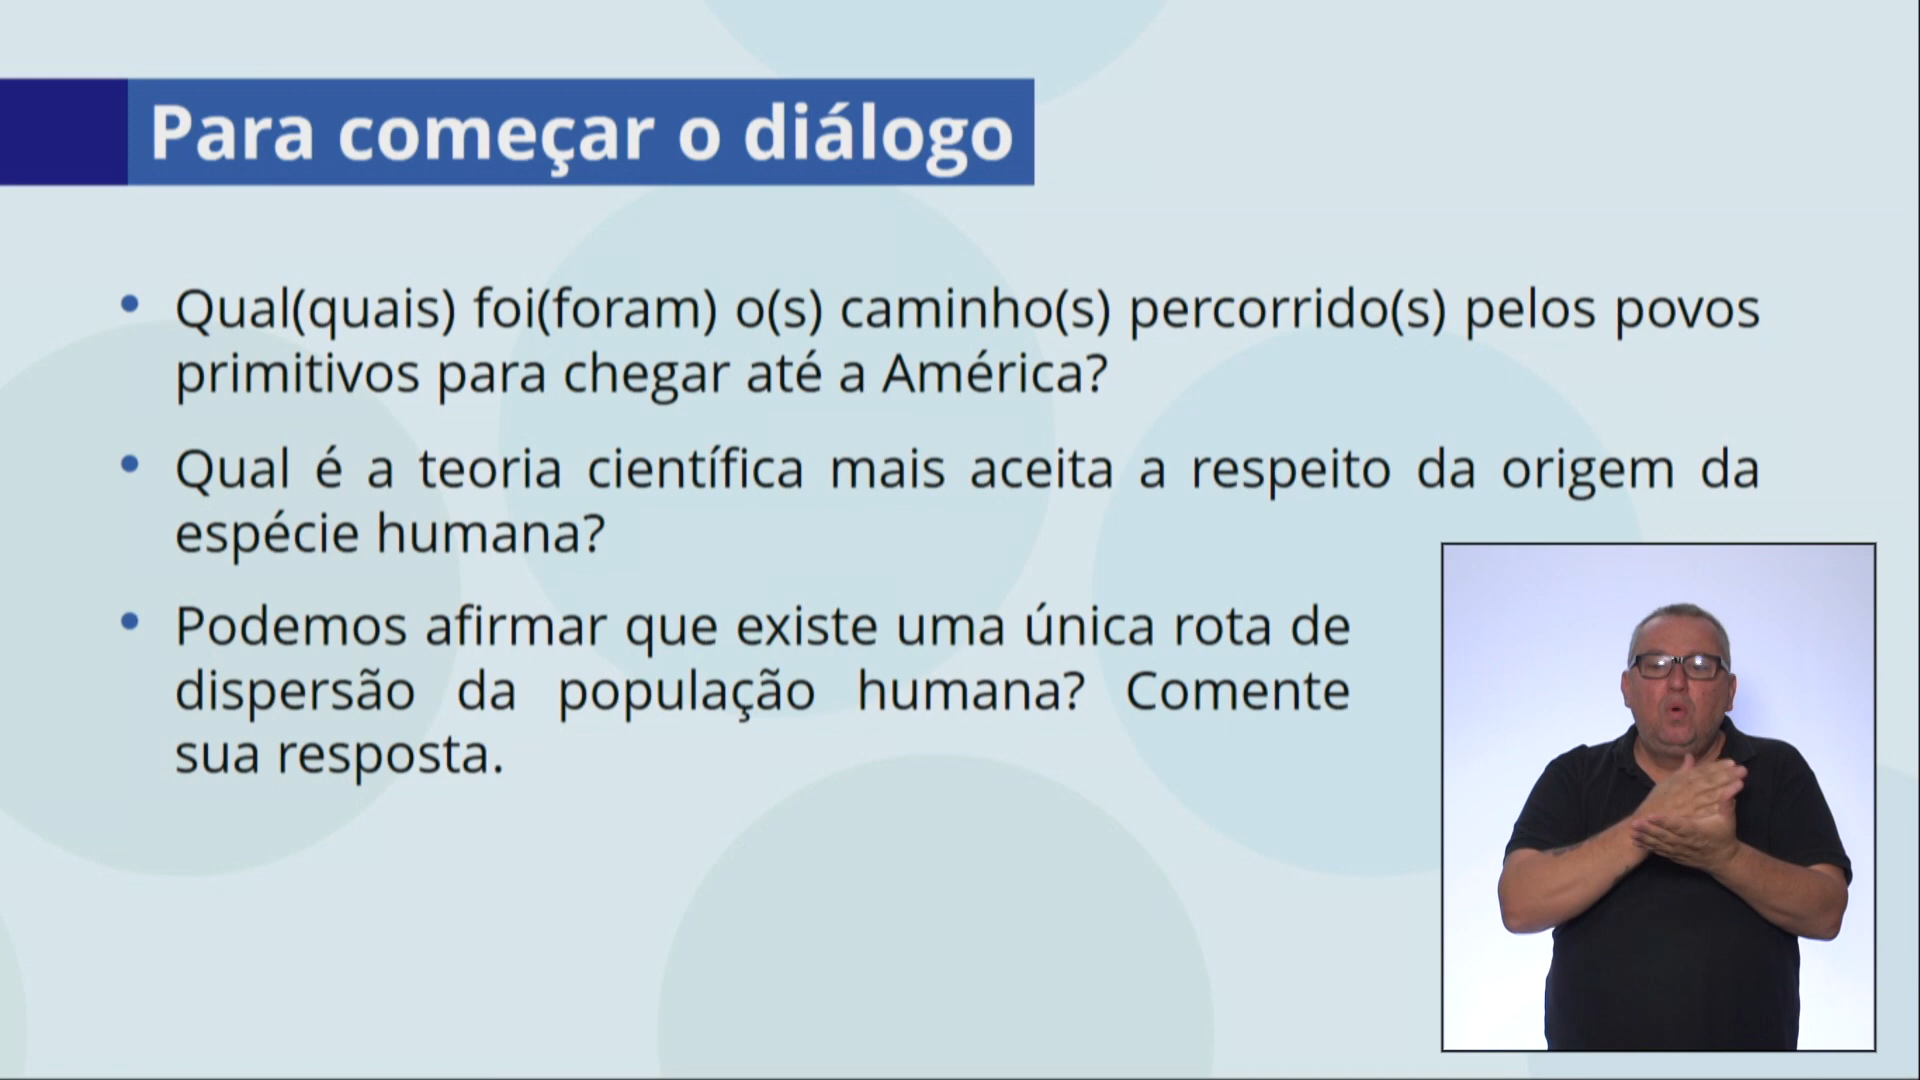 Para começar o diálogo
• Qual(quais) foi(foram) o(s) caminho(s) percorrido(s) pelos povos
primitivos para chegar até a América?
• Qual é a teoria científica mais aceita a respeito da origem da
espécie humana?
• Podemos afirmar que existe uma única rota de
dispersão da população humana? Comente
sua resposta.